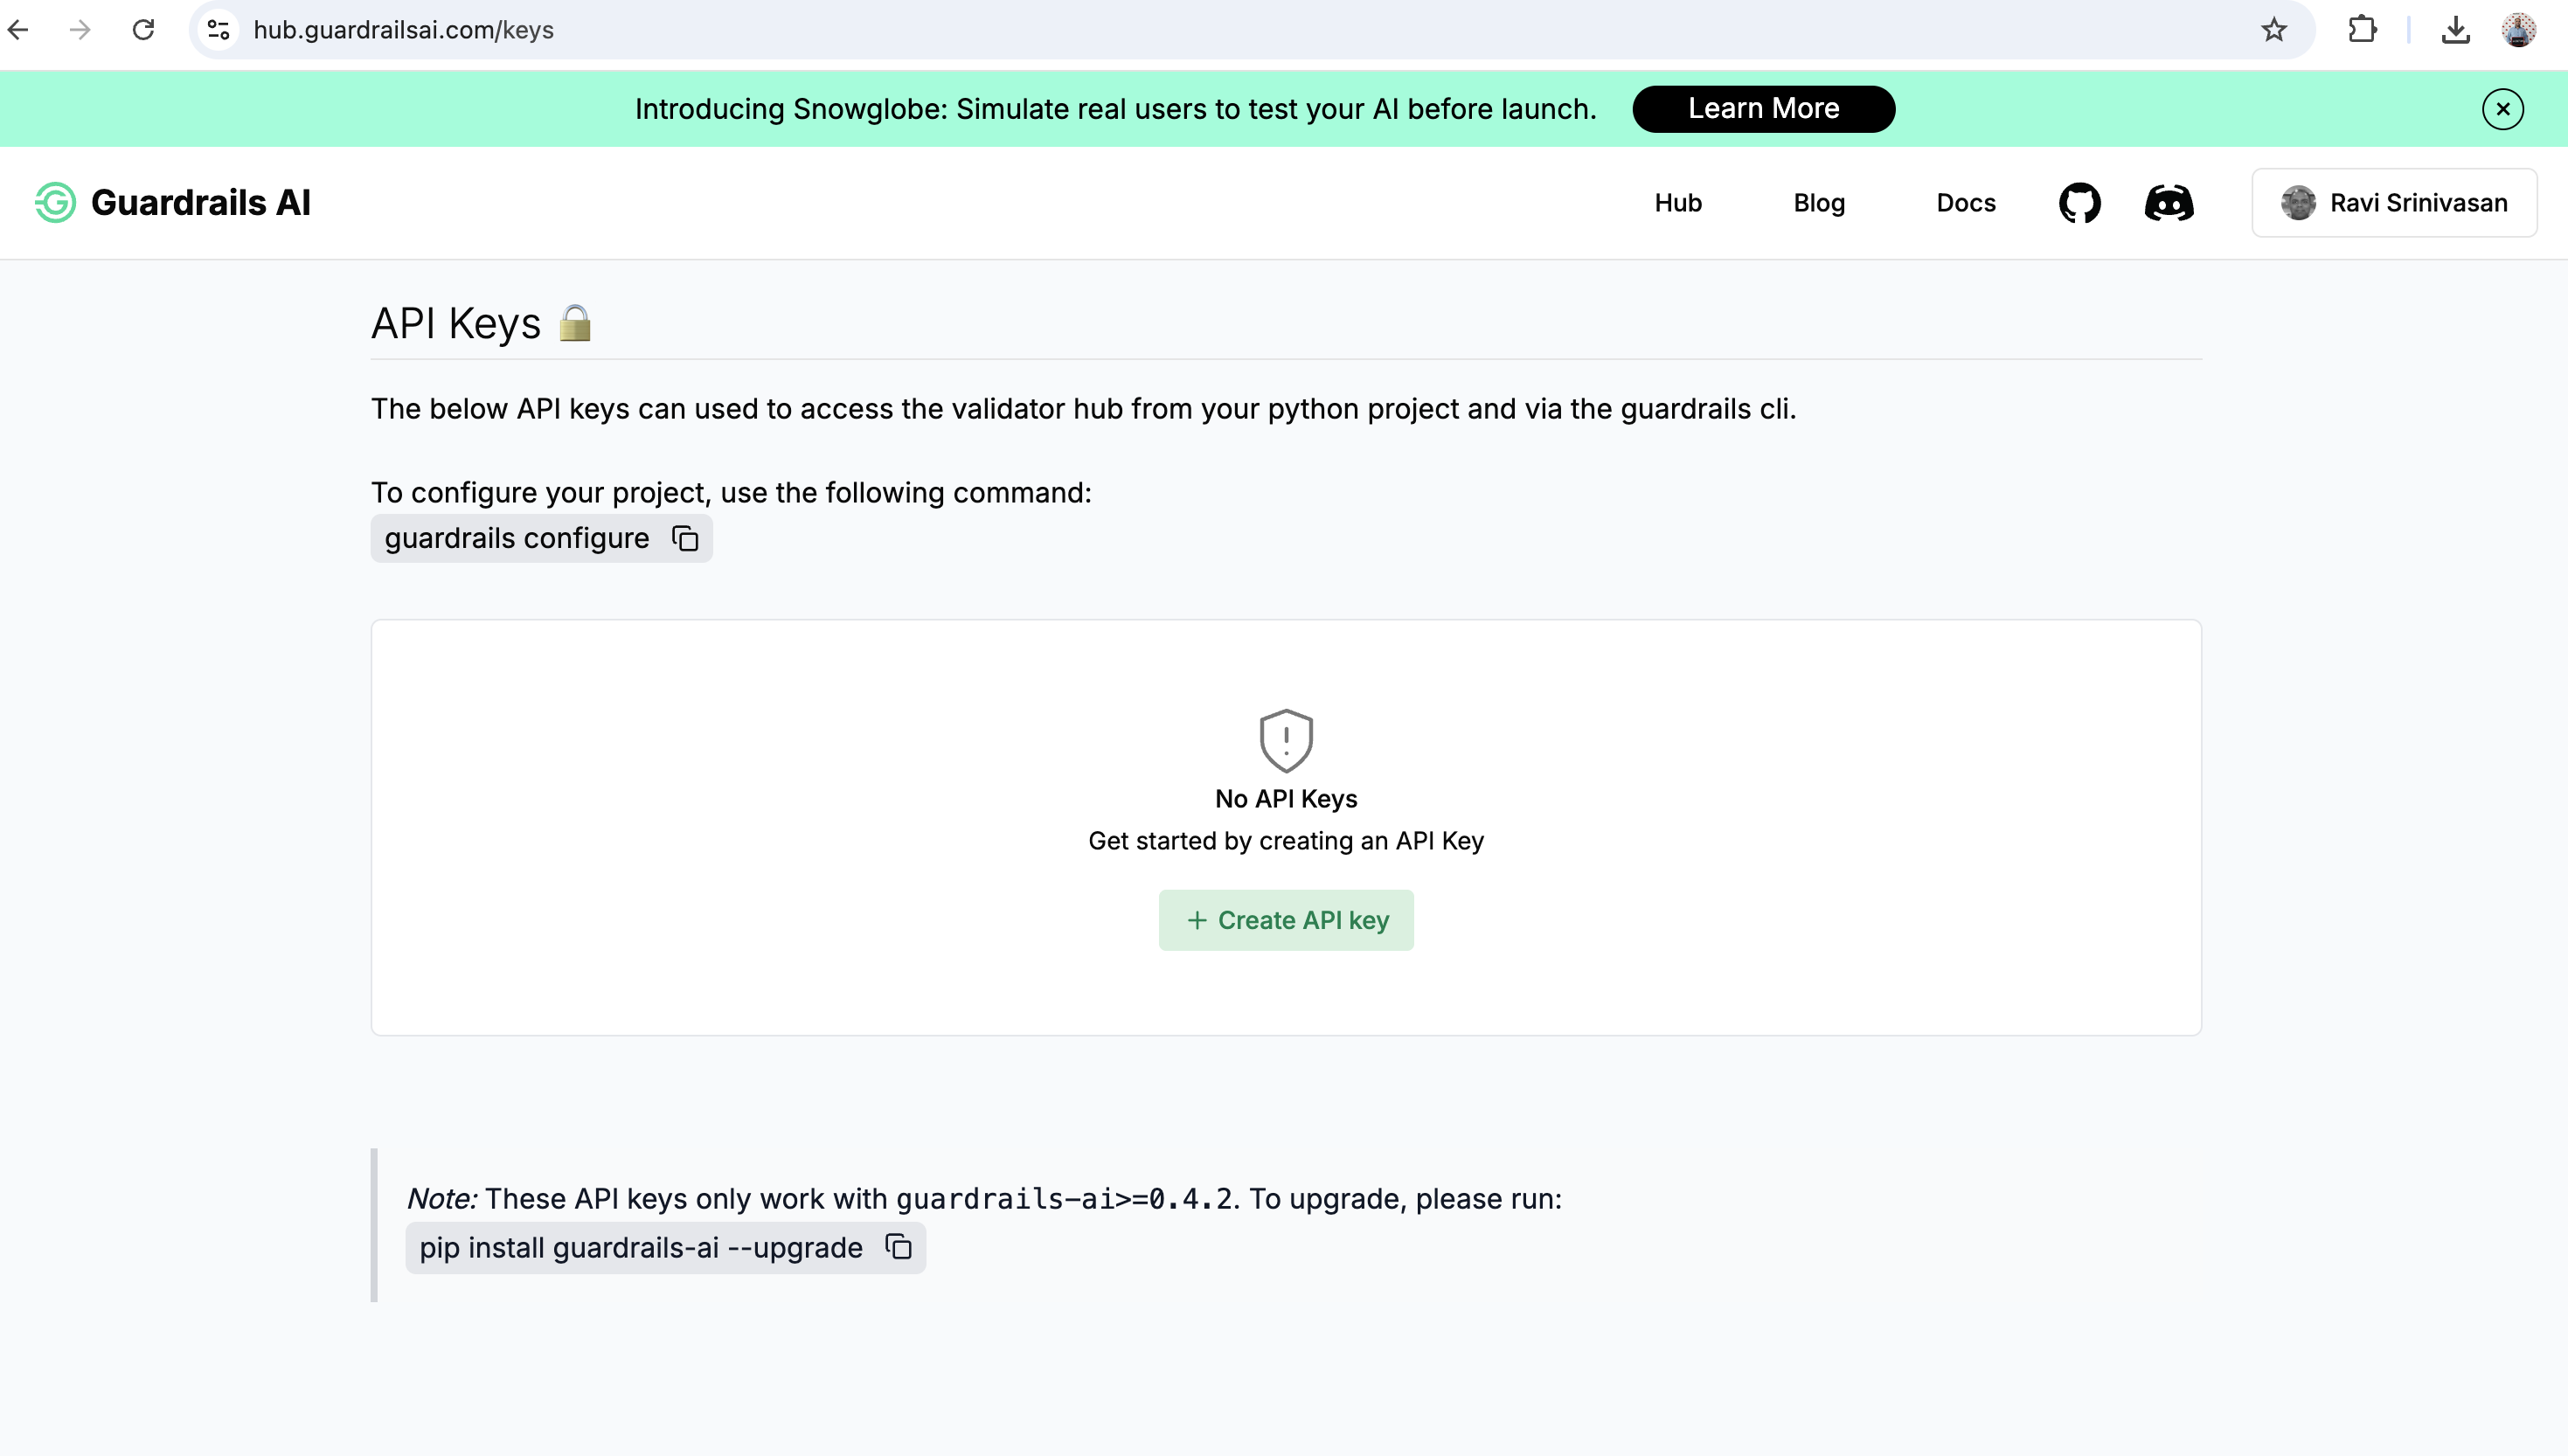 hub.guardrailsai.com/keys
Introducing Snowglobe: Simulate real users to test your AI before launch.
Learn More
Guardrails AI
Hub
Blog
Docs
Ravi Srinivasan
API Keys
The below API keys can used to access the validator hub from your python project and via the guardrails cli.
To configure your project, use the following command:
guardrails configure
No API Keys
Get started by creating an API Key
+ Create API key
Note: These API keys only work with guardrails-ai>=0.4.2. To upgrade, please run:
pip install guardrails-ai --upgrade